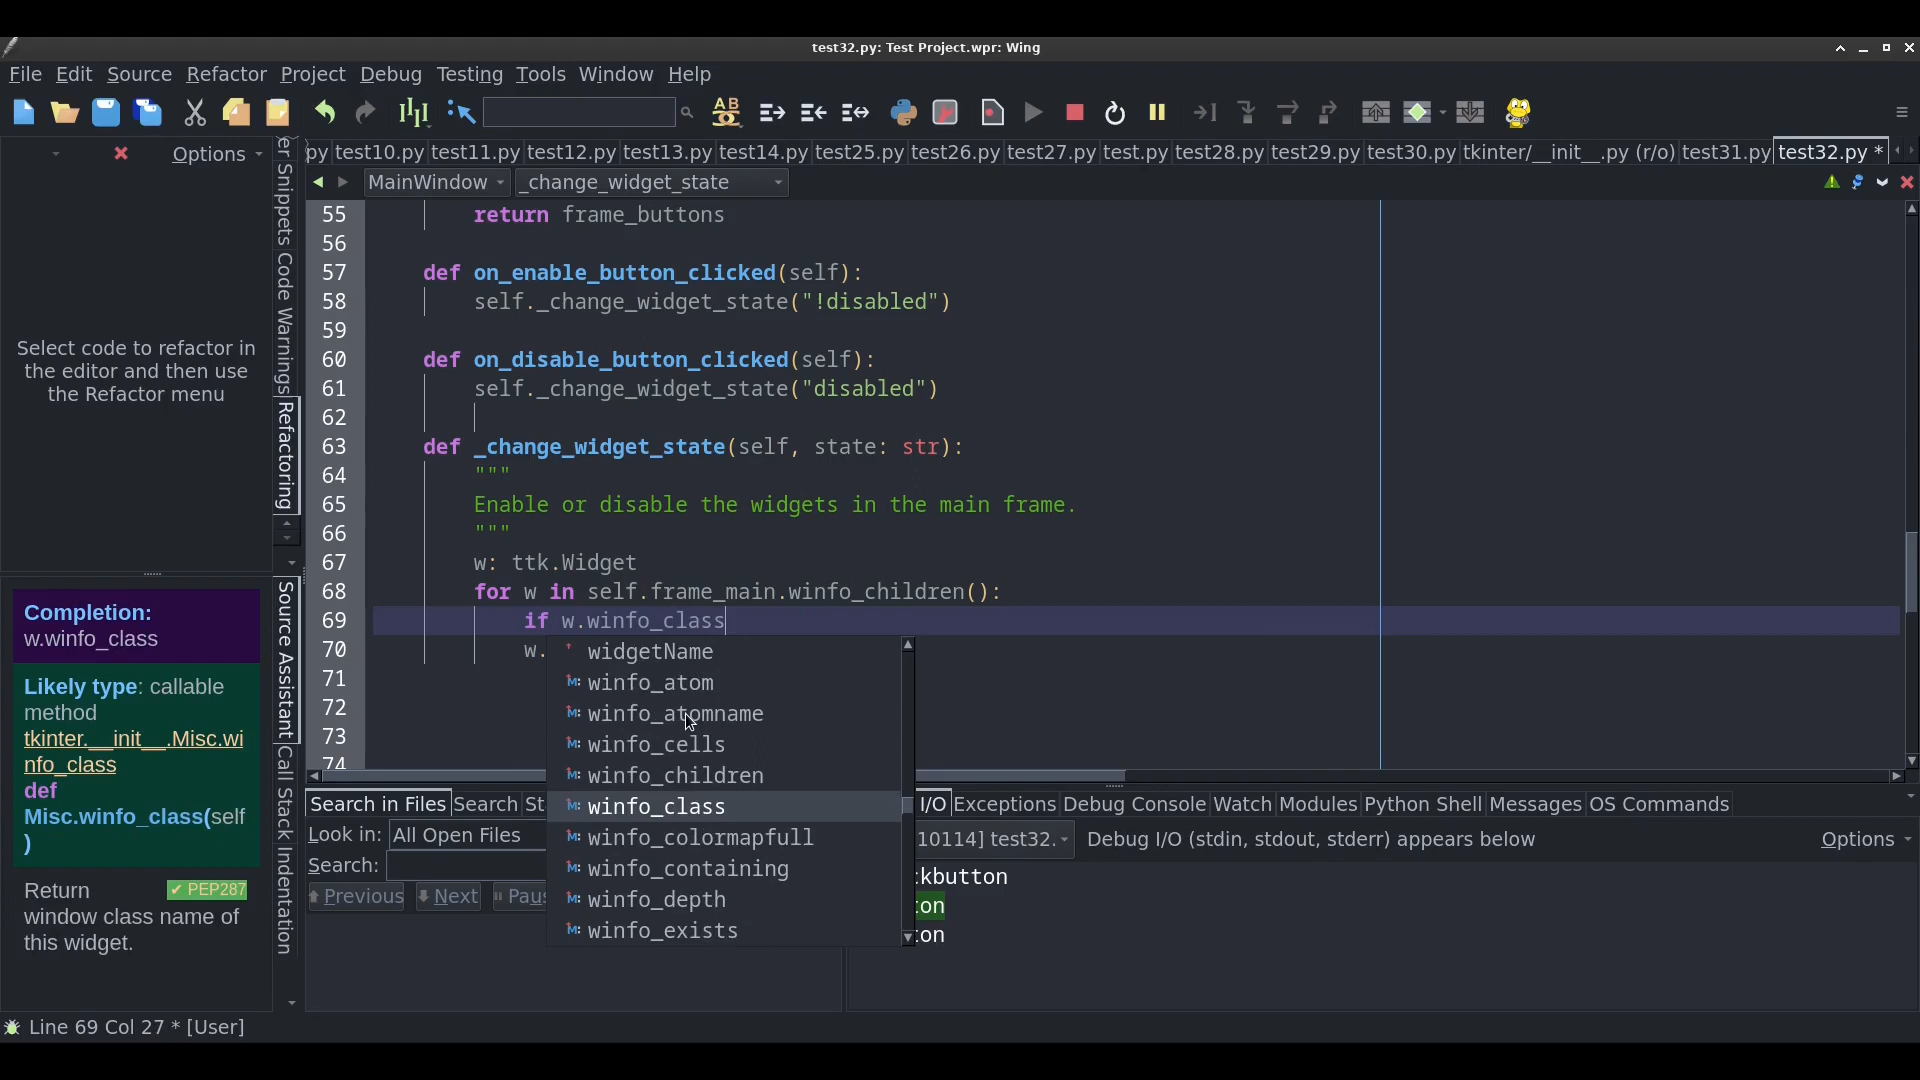 test32.py: Test Project.wpr: Wing
File Edit Source Refactor Project Debug Testing Tools Window Help
py test10.py test11.py test12.py test13.py test14.py test25.py test26.py test27.py test.py test28.py test29.py test30.py tkinter/__init__.py (r/o) test31.py test32.py *
Options
MainWindow _change_widget_state
Select code to refactor in
the editor and then use
the Refactor menu
er Snippets
Code Warnings
Refactoring
55 return frame_buttons
56
57 def on_enable_button_clicked(self):
58 self._change_widget_state("!disabled")
59
60 def on_disable_button_clicked(self):
61 self._change_widget_state("disabled")
62
63 def _change_widget_state(self, state: str):
64 """
65 Enable or disable the widgets in the main frame.
66 """
67 w: ttk.Widget
68 for w in self.frame_main.winfo_children():
69 if w.winfo_class
70 w.
71
72
73
74
widgetName
winfo_atom
winfo_atomname
winfo_cells
winfo_children
winfo_class
winfo_colormapfull
winfo_containing
winfo_depth
winfo_exists
Completion:
w.winfo_class
Likely type: callable
method
tkinter.__init__.Misc.wi
nfo_class
def
Misc.winfo_class(self
)
Return ✔ PEP287
window class name of
this widget.
Source Assistant
Call Stack
Indentation
Search in Files Search St
Look in: All Open Files
Search:
Previous Next Pau
I/O Exceptions Debug Console Watch Modules Python Shell Messages OS Commands
10114] test32. Debug I/O (stdin, stdout, stderr) appears below Options
ckbutton
ton
ton
Line 69 Col 27 * [User]